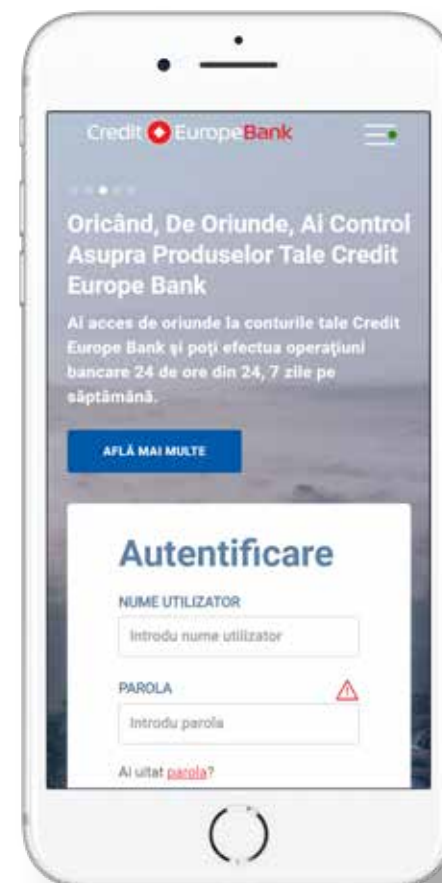 Credit EuropeBank
Oricând, De Oriunde, Ai Control
Asupra Produselor Tale Credit
Europe Bank
Ai acces de oriunde la conturile tale Credit
Europe Bank și poți efectua operațiuni
bancare 24 de ore din 24, 7 zile pe
săptămână.
AFLĂ MAI MULTE
Autentificare
NUME UTILIZATOR
Introdu nume utilizator
PAROLA
Introdu parola
Ai uitat parola?